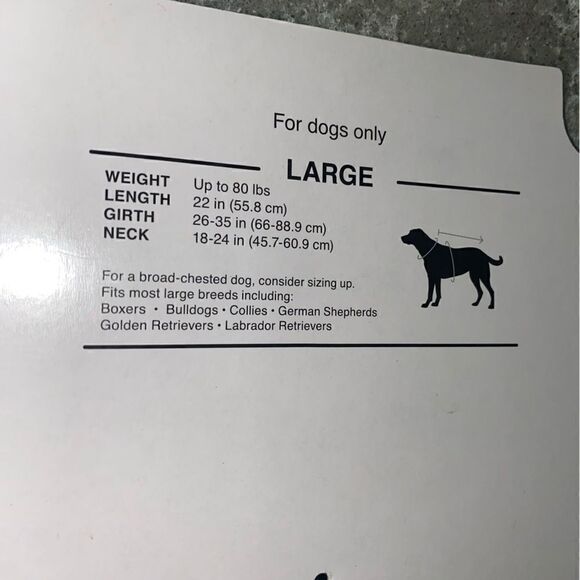 For dogs only
LARGE
WEIGHT Up to 80 lbs
LENGTH 22 in (55.8 cm)
GIRTH 26-35 in (66-88.9 cm)
NECK 18-24 in (45.7-60.9 cm)
For a broad-chested dog, consider sizing up.
Fits most large breeds including:
Boxers • Bulldogs • Collies • German Shepherds
Golden Retrievers • Labrador Retrievers